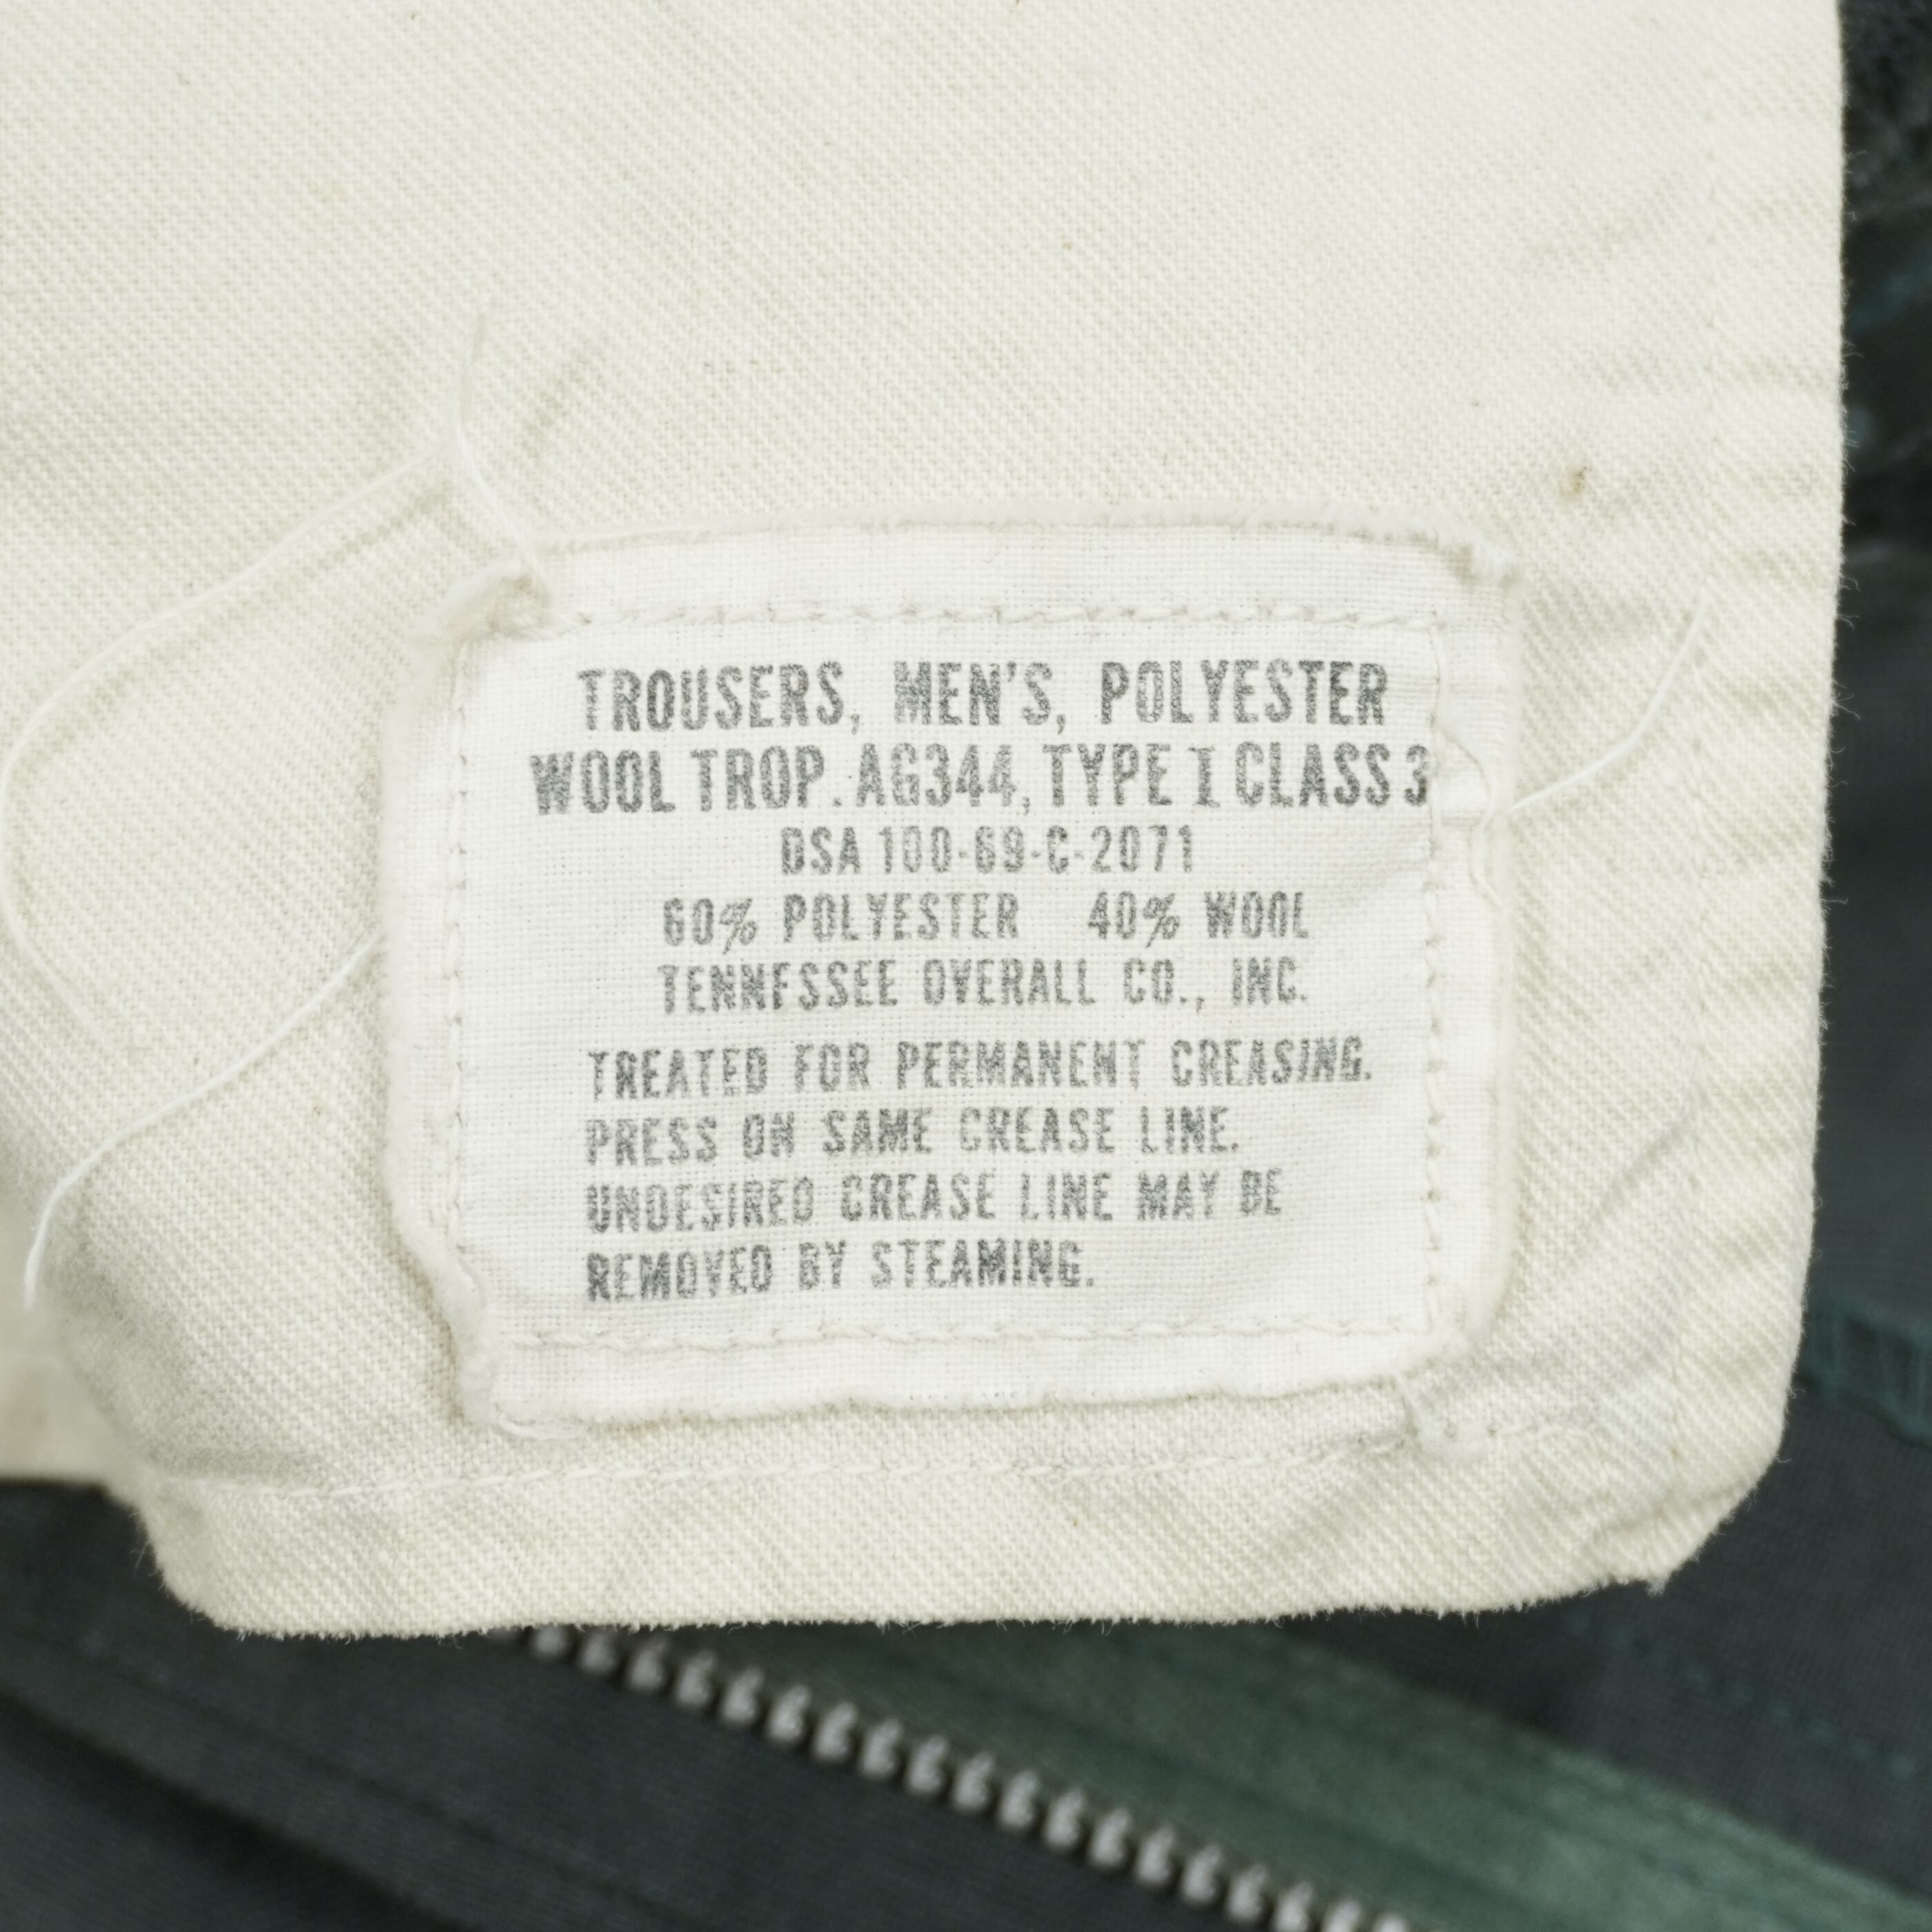 TROUSERS, MEN'S, POLYESTER
WOOL TROP. AG344, TYPE I CLASS 3
DSA 100-69-C-2071
60% POLYESTER 40% WOOL
TENNESSEE OVERALL CO., INC.
TREATED FOR PERMANENT CREASING.
PRESS ON SAME CREASE LINE.
UNDESIRED CREASE LINE MAY BE
REMOVED BY STEAMING.